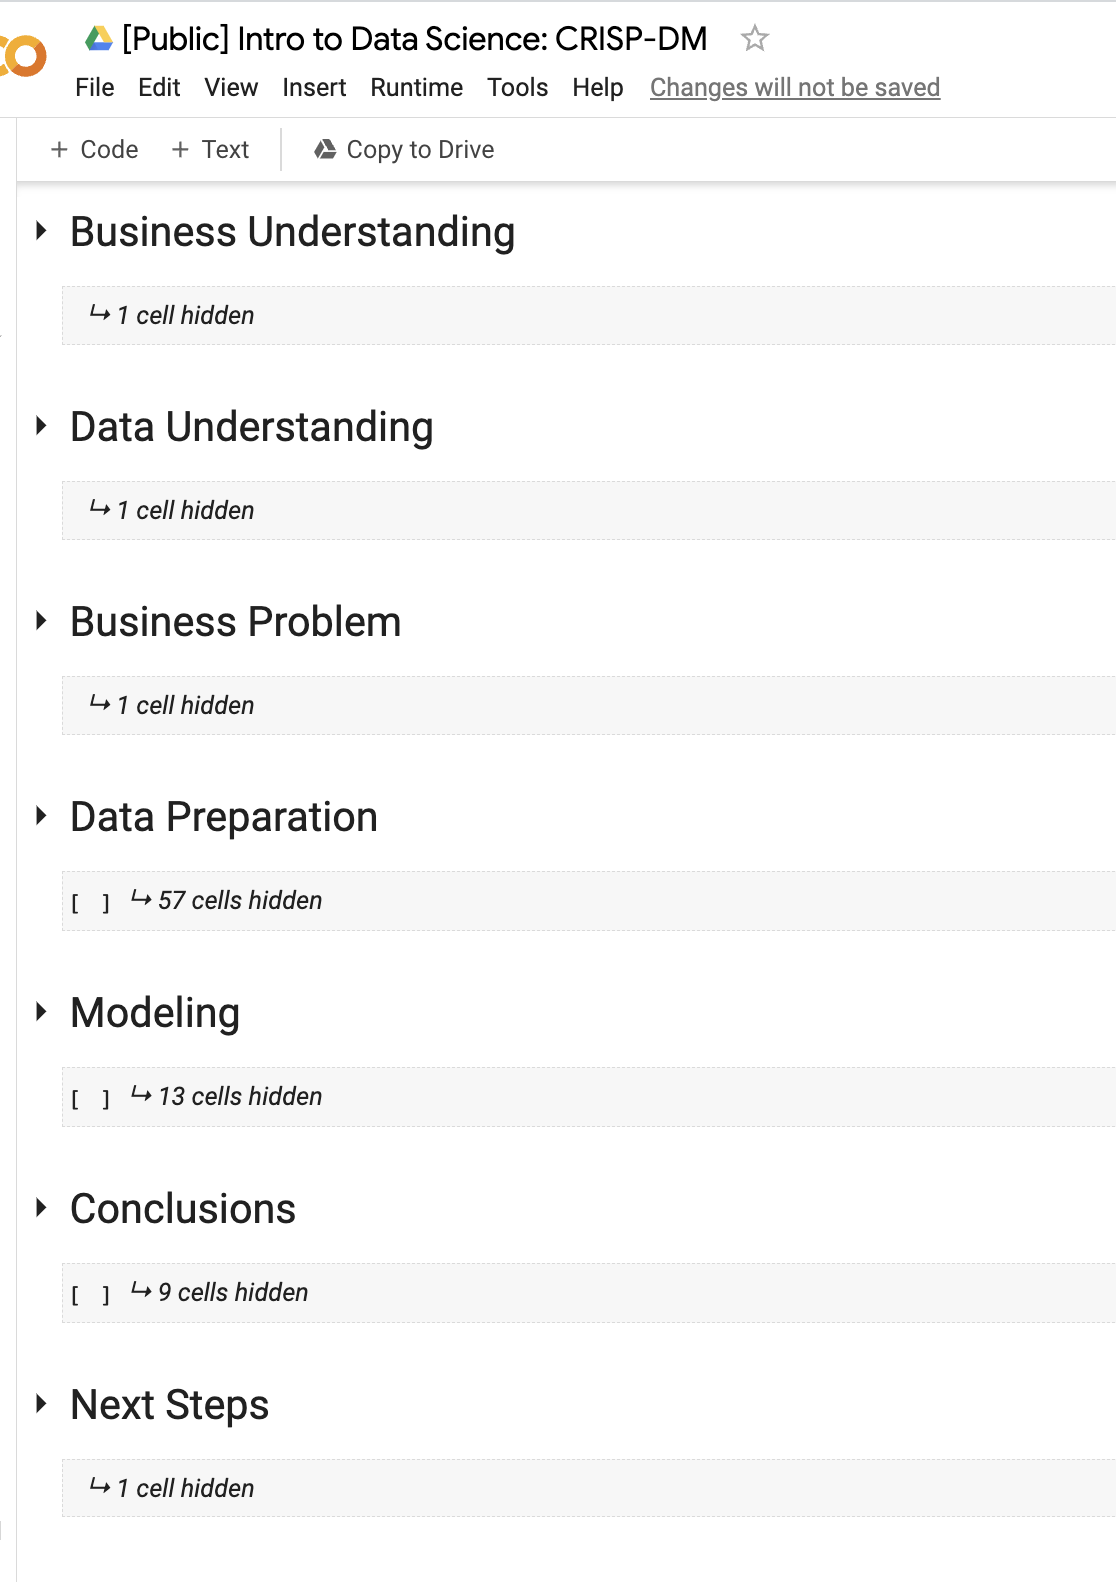 [Public] Intro to Data Science: CRISP-DM
File Edit View Insert Runtime Tools Help Changes will not be saved
+ Code + Text Copy to Drive
Business Understanding
↳ 1 cell hidden
Data Understanding
↳ 1 cell hidden
Business Problem
↳ 1 cell hidden
Data Preparation
[ ] ↳ 57 cells hidden
Modeling
[ ] ↳ 13 cells hidden
Conclusions
[ ] ↳ 9 cells hidden
Next Steps
↳ 1 cell hidden